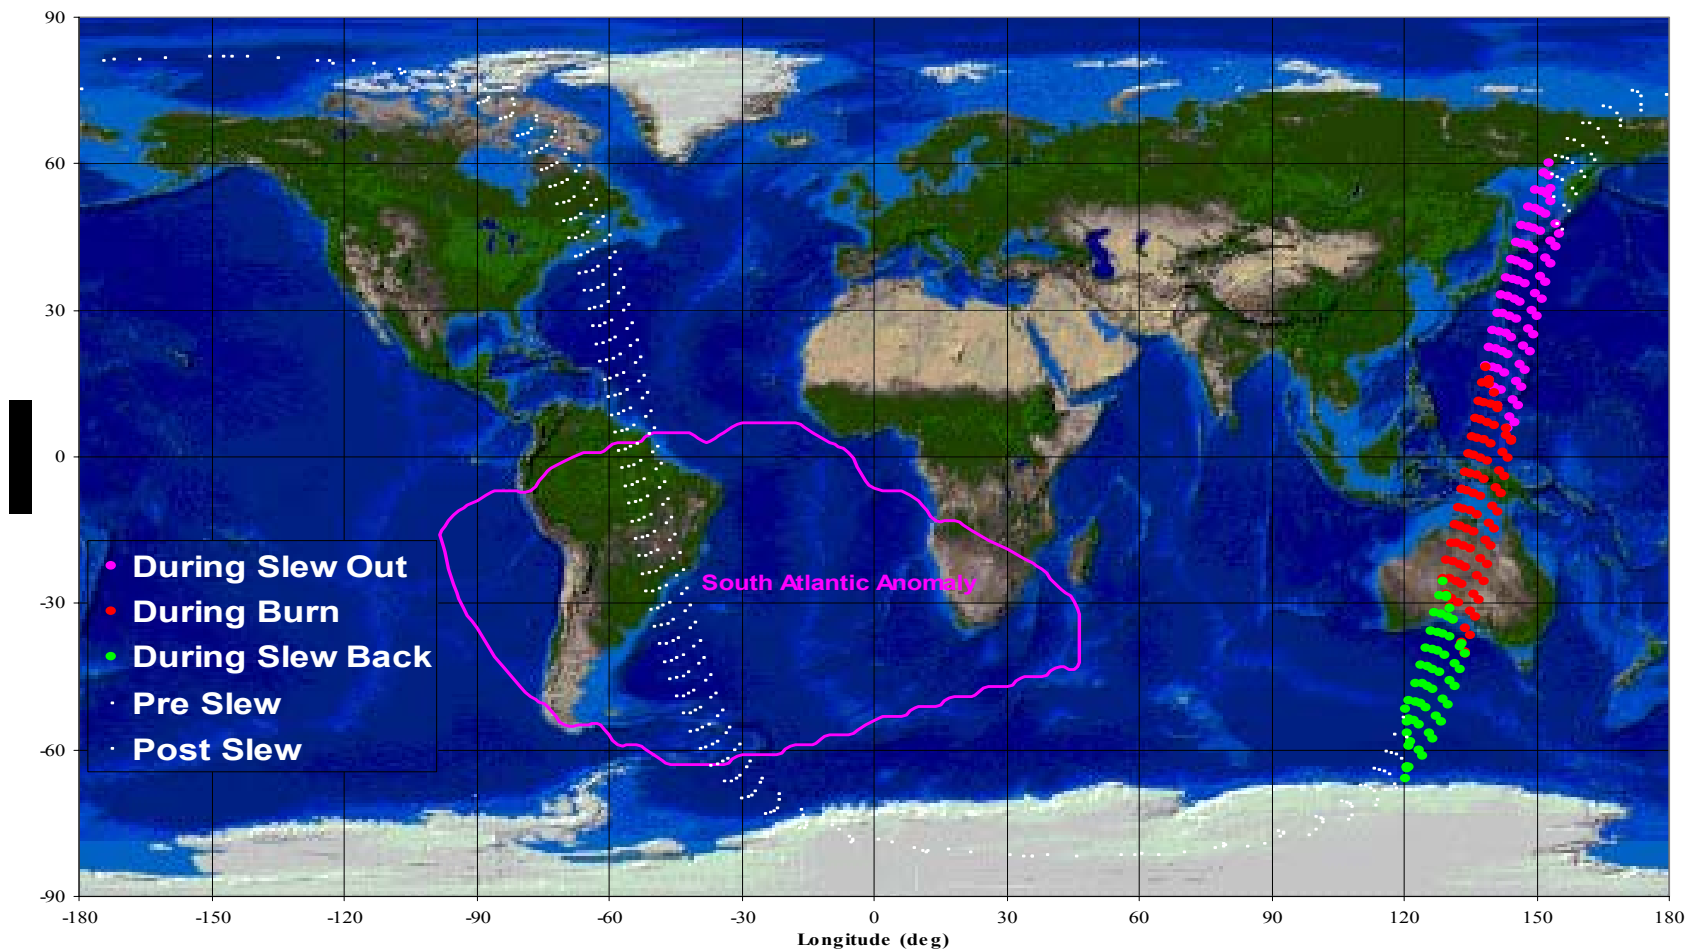 90
60
30
0
-30
-60
-90
South Atlantic Anomaly
During Slew Out
During Burn
During Slew Back
Pre Slew
Post Slew
-180 -150 -120 -90 -60 -30 0 30 60 90 120 150 180
Longitude (deg)